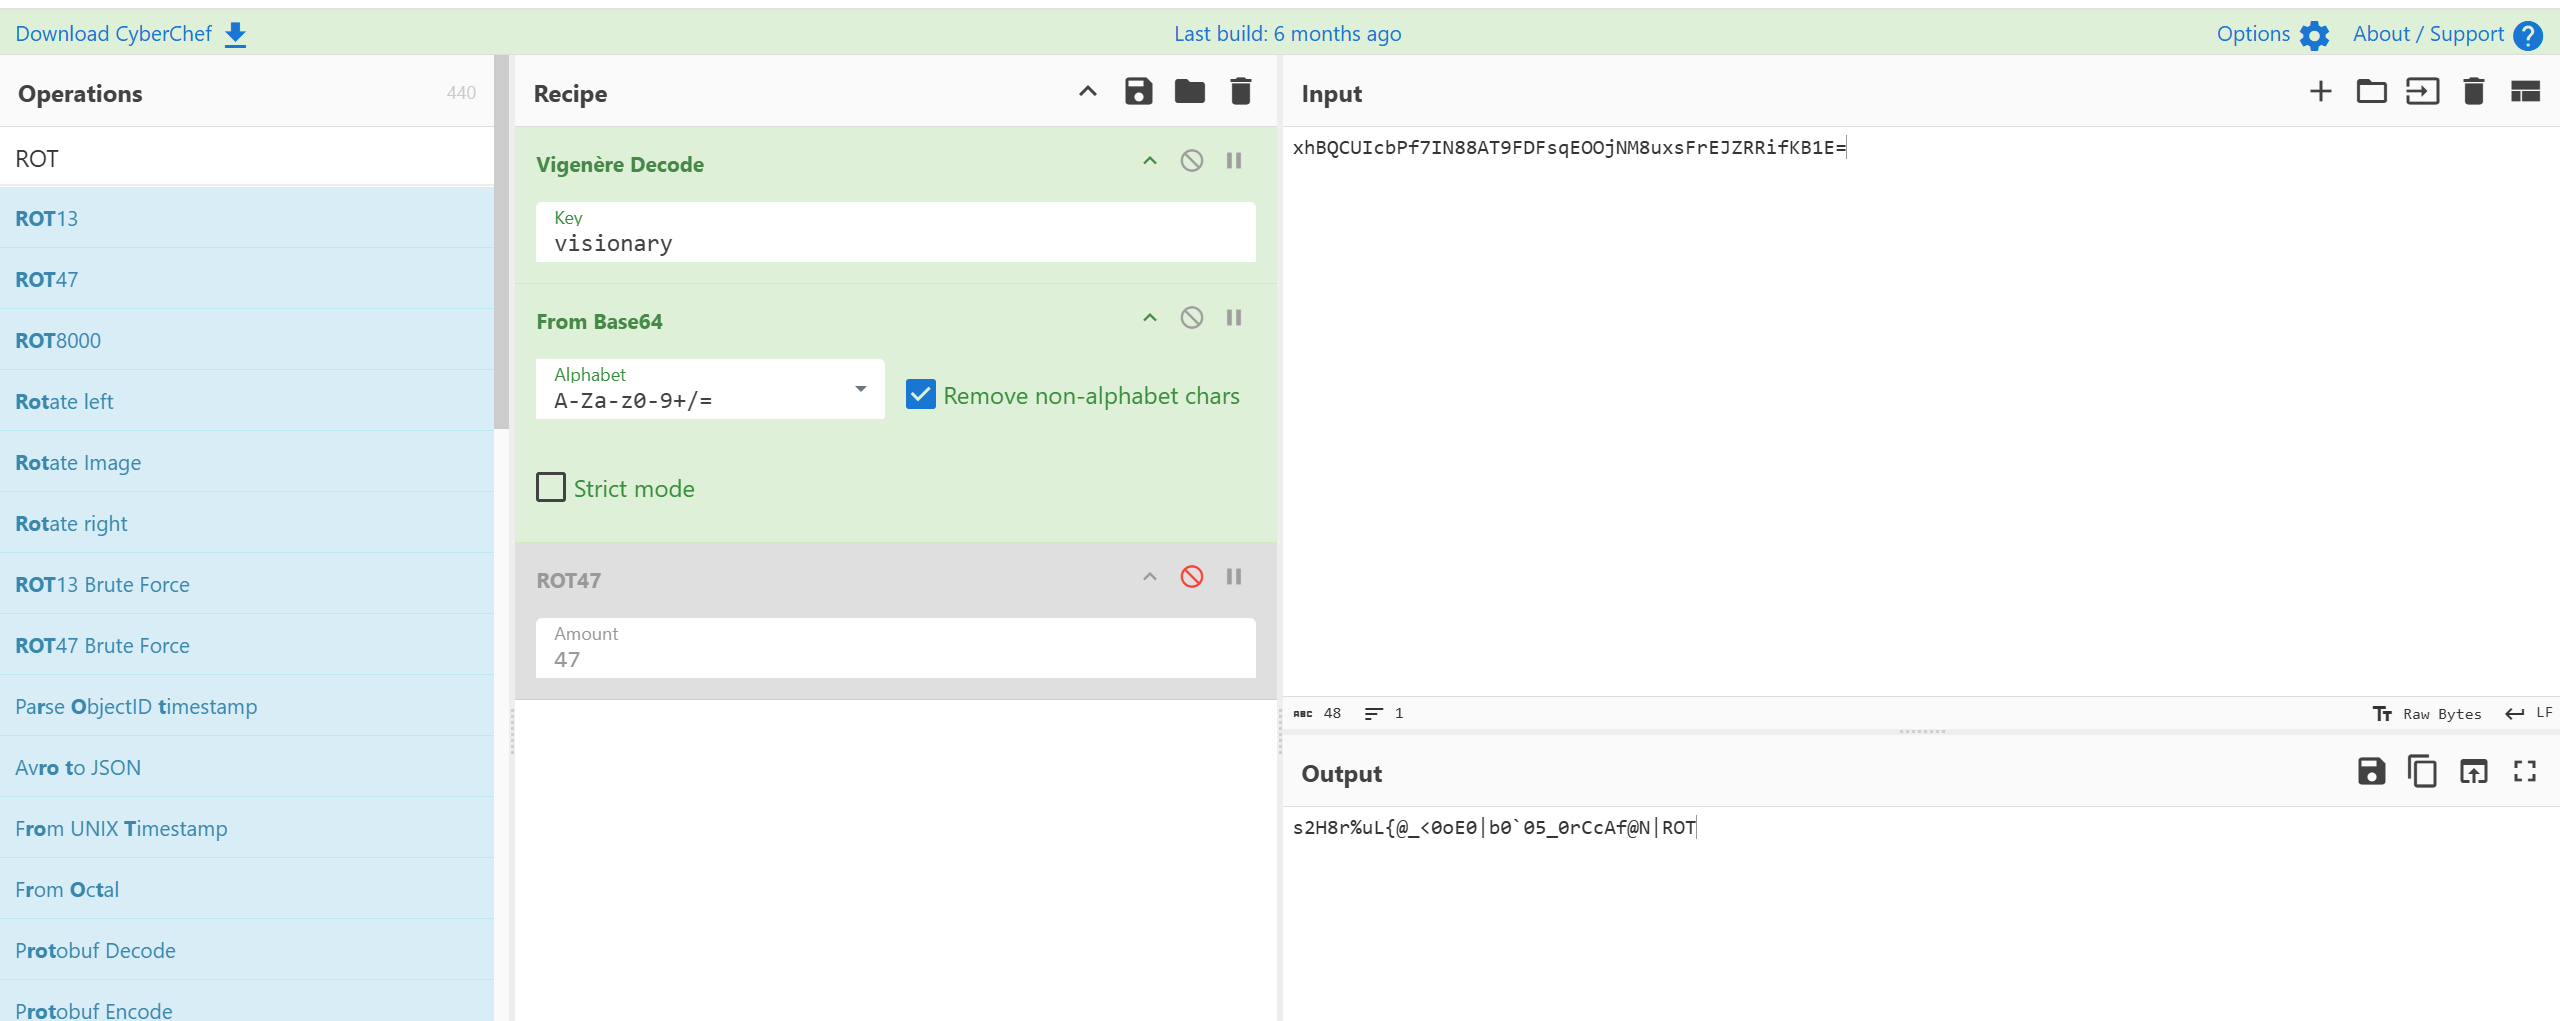 Download CyberChef
Last build: 6 months ago
Options
About / Support
Operations
440
ROT
ROT13
ROT47
ROT8000
Rotate left
Rotate Image
Rotate right
ROT13 Brute Force
ROT47 Brute Force
Parse ObjectID timestamp
Avro to JSON
From UNIX Timestamp
From Octal
Protobuf Decode
Protobuf Encode
Recipe
Vigenère Decode
Key
visionary
From Base64
Alphabet
A-Za-z0-9+/=
Remove non-alphabet chars
Strict mode
ROT47
Amount
47
Input
xhBQCUIcbPf7IN88AT9FDFsqEOOjNM8uxsFrEJZRRifKB1E=
ABC 48
1
Tт Raw Bytes
LF
Output
s2H8r%uL{@_<0oE0|b0`05_0rCcAf@N|ROT